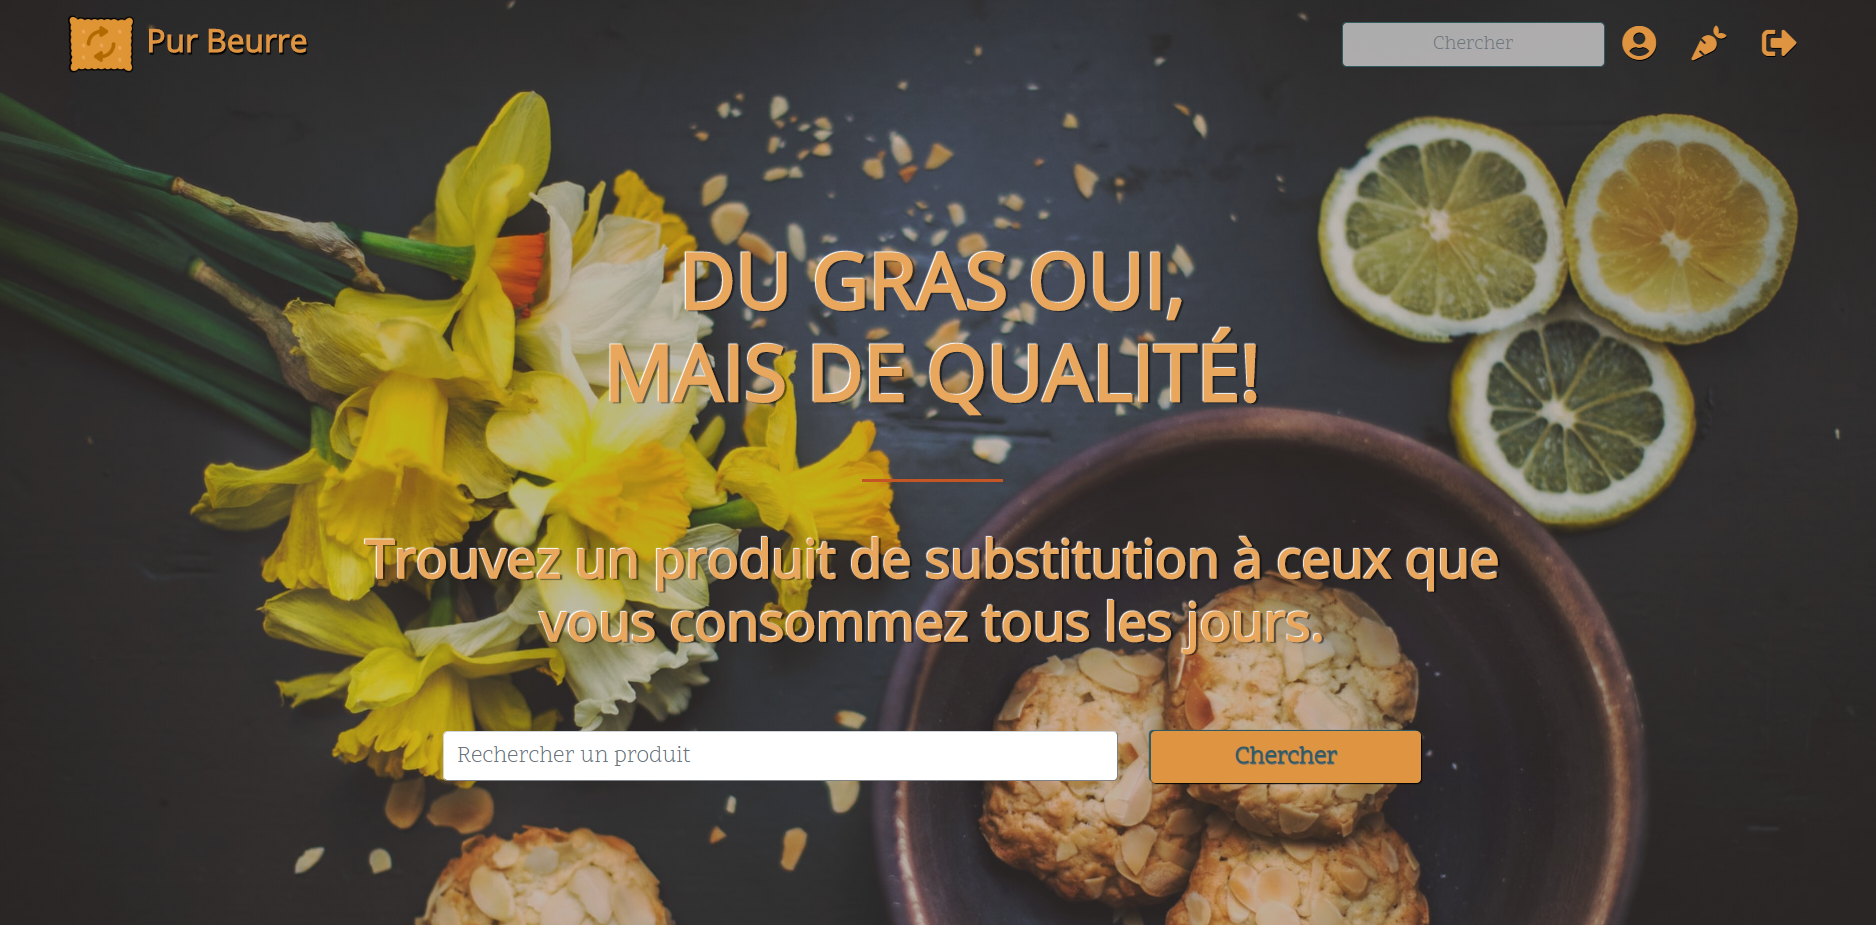 Pur Beurre
Chercher
DU GRAS OUI,
MAIS DE QUALITÉ!
Trouvez un produit de substitution à ceux que
vous consommez tous les jours.
Rechercher un produit
Chercher